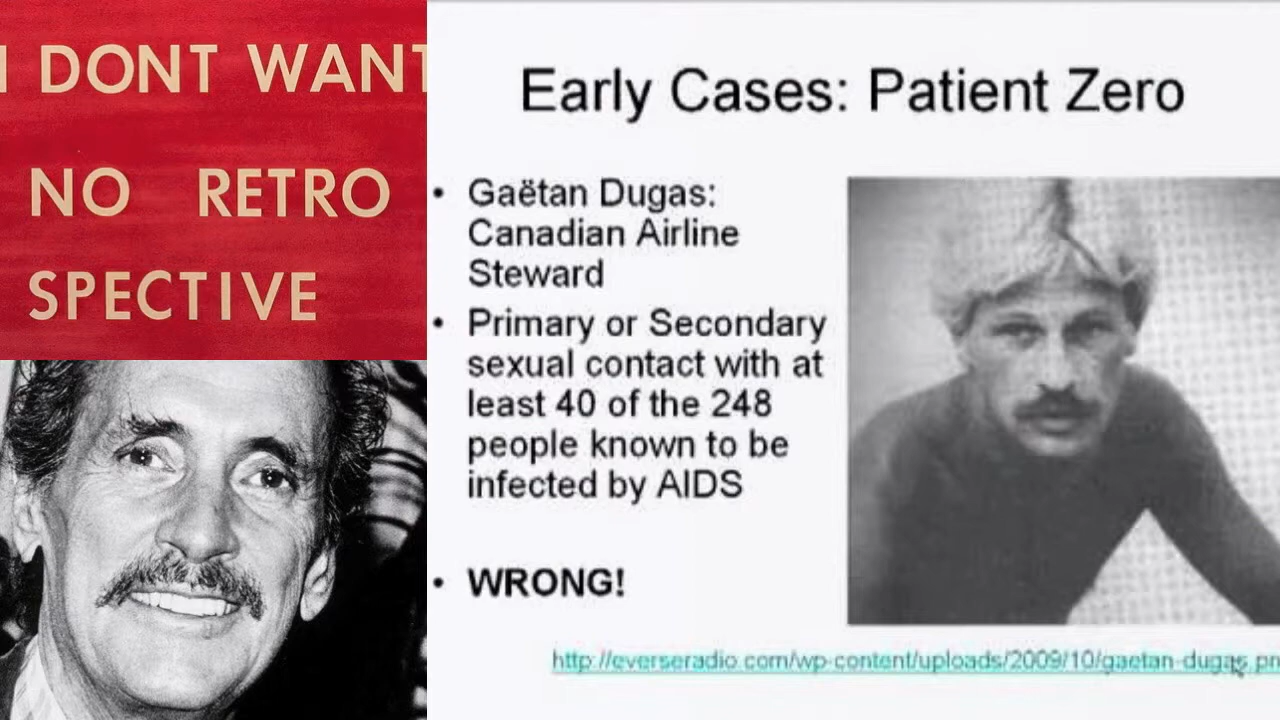 I DONT WANT
NO RETRO
SPECTIVE
Early Cases: Patient Zero
• Gaëtan Dugas:
Canadian Airline
Steward
• Primary or Secondary
sexual contact with at
least 40 of the 248
people known to be
infected by AIDS
• WRONG!
http://everseradio.com/wp-content/uploads/2009/10/gaetan-dugas.pn